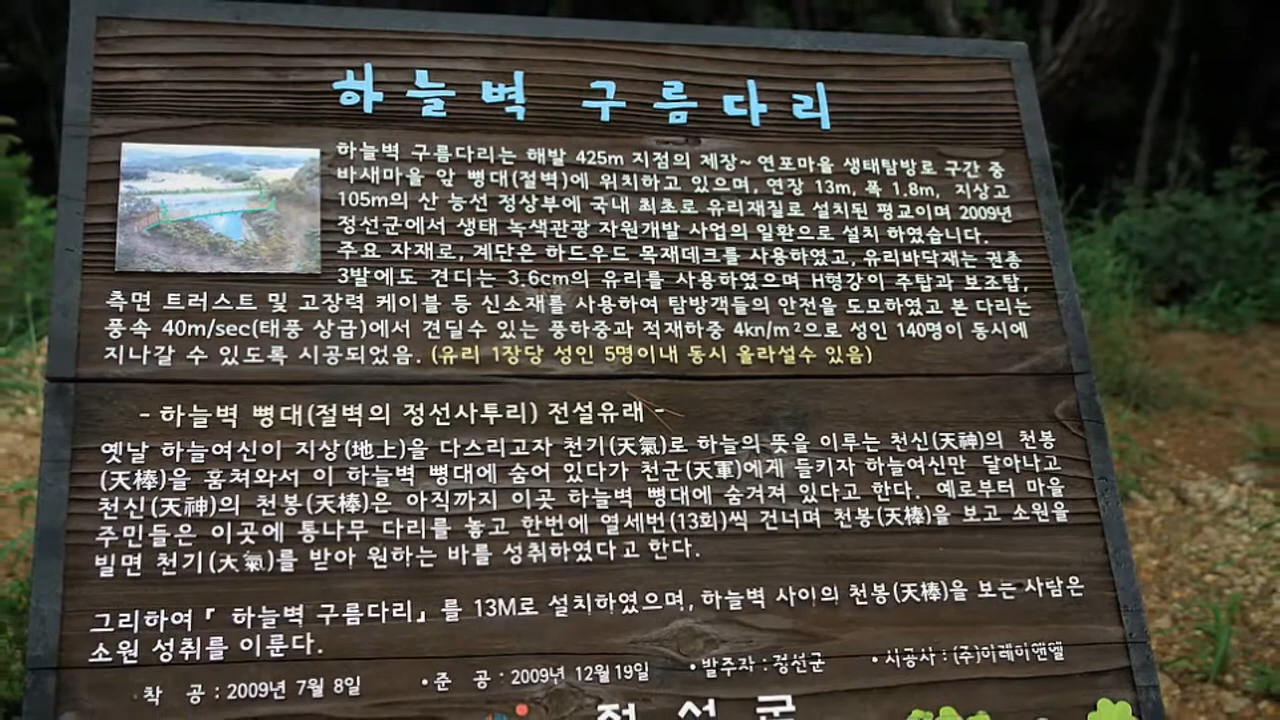 하늘벽 구름다리
하늘벽 구름다리는 해발 425m 지점의 제장~연포마을 생태탐방로 구간 중
바새마을 앞 뼝대(절벽)에 위치하고 있으며, 연장 13m, 폭 1.8m, 지상고
105m의 산 능선 정상부에 국내 최초로 유리재질로 설치된 평교이며 2009년
정선군에서 생태 녹색관광 자원개발 사업의 일환으로 설치 하였습니다.
주요 자재로, 계단은 하드우드 목재데크를 사용하였고, 유리바닥재는 권총
3발에도 견디는 3.6cm의 유리를 사용하였으며 H형강이 주탑과 보조탑,
측면 트러스트 및 고장력 케이블 등 신소재를 사용하여 탐방객들의 안전을 도모하였고 본 다리는
풍속 40m/sec(태풍 상급)에서 견딜수 있는 풍하중과 적재하중 4kn/m²으로 성인 140명이 동시에
지나갈 수 있도록 시공되었음. (유리 1장당 성인 5명이내 동시 올라설수 있음)
- 하늘벽 뼝대(절벽의 정선사투리) 전설유래 -
옛날 하늘여신이 지상(地上)을 다스리고자 천기(天氣)로 하늘의 뜻을 이루는 천신(天神)의 천봉
(天棒)을 훔쳐와서 이 하늘벽 뼝대에 숨어 있다가 천군(天軍)에게 들키자 하늘여신만 달아나고
천신(天神)의 천봉(天棒)은 아직까지 이곳 하늘벽 뼝대에 숨겨져 있다고 한다. 예로부터 마을
주민들은 이곳에 통나무 다리를 놓고 한번에 열세번(13회)씩 건너며 천봉(天棒)을 보고 소원을
빌면 천기(大氣)를 받아 원하는 바를 성취하였다고 한다.
그리하여『 하늘벽 구름다리』를 13M로 설치하였으며, 하늘벽 사이의 천봉(天棒)을 보는 사람은
소원 성취를 이룬다.
• 착 공 : 2009년 7월 8일 • 준 공 : 2009년 12월 19일 • 발주자 : 정선군 • 시공사 : (주)이레이앤엘
정선군